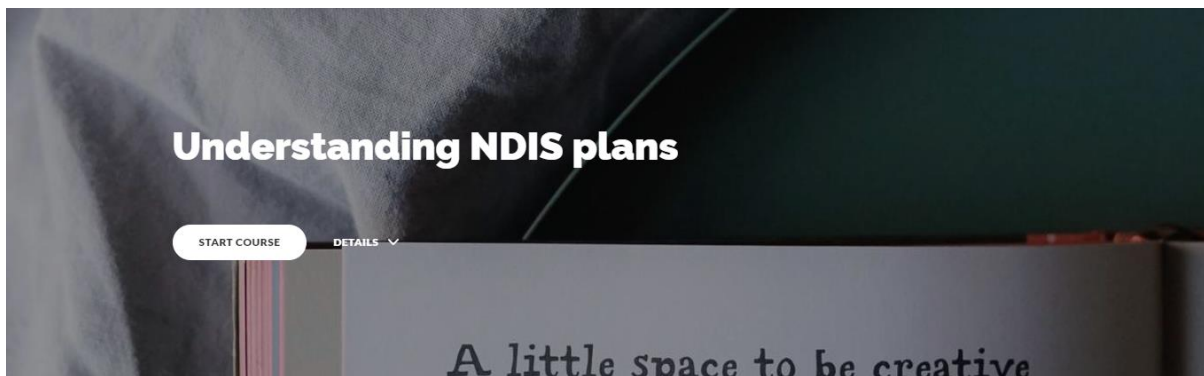 Understanding NDIS plans
START COURSE
DETAILS
A little space to be creative